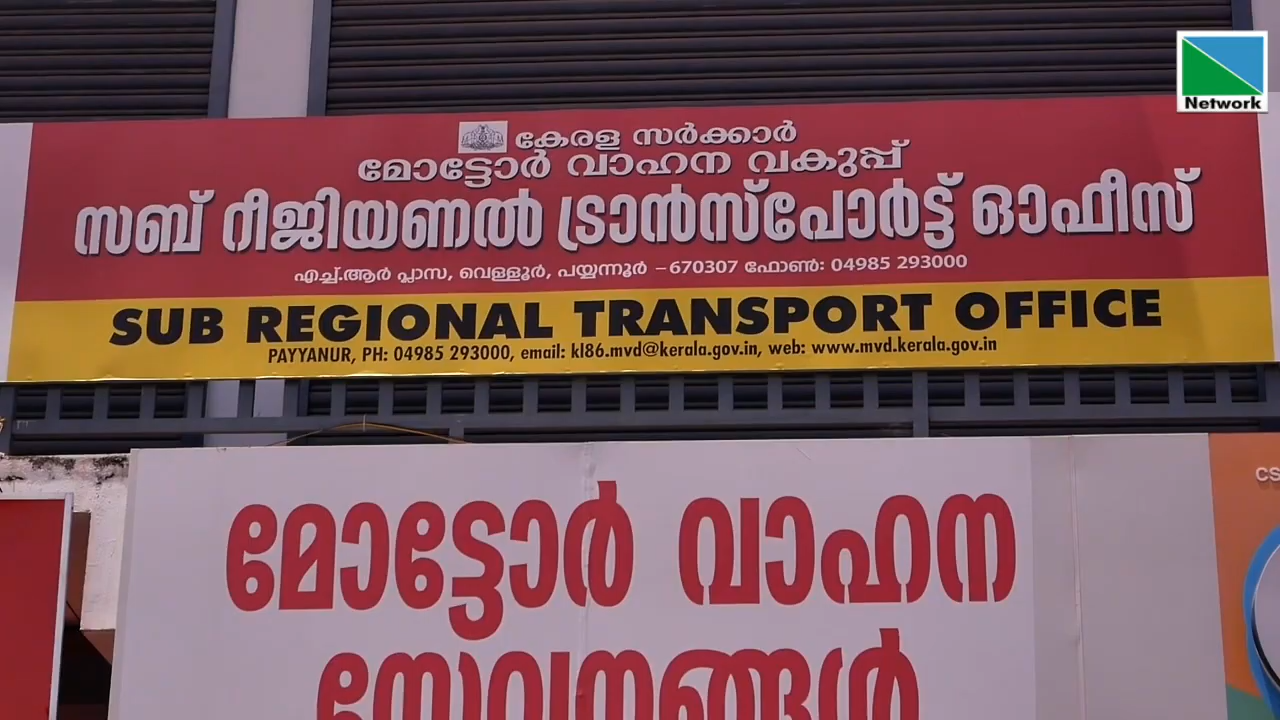 Network
കേരള സർക്കാർ
മോട്ടോർ വാഹന വകുപ്പ്
സബ് റീജിയണൽ ട്രാൻസ്പോർട്ട് ഓഫീസ്
എച്ച്.ആർ പ്ലാസ, വെള്ളൂർ, പയ്യന്നൂർ – 670307 ഫോൺ: 04985 293000
SUB REGIONAL TRANSPORT OFFICE
PAYYANUR, PH: 04985 293000, email: kl86.mvd@kerala.gov.in, web: www.mvd.kerala.gov.in
മോട്ടോർ വാഹന
സേവനങ്ങൾ